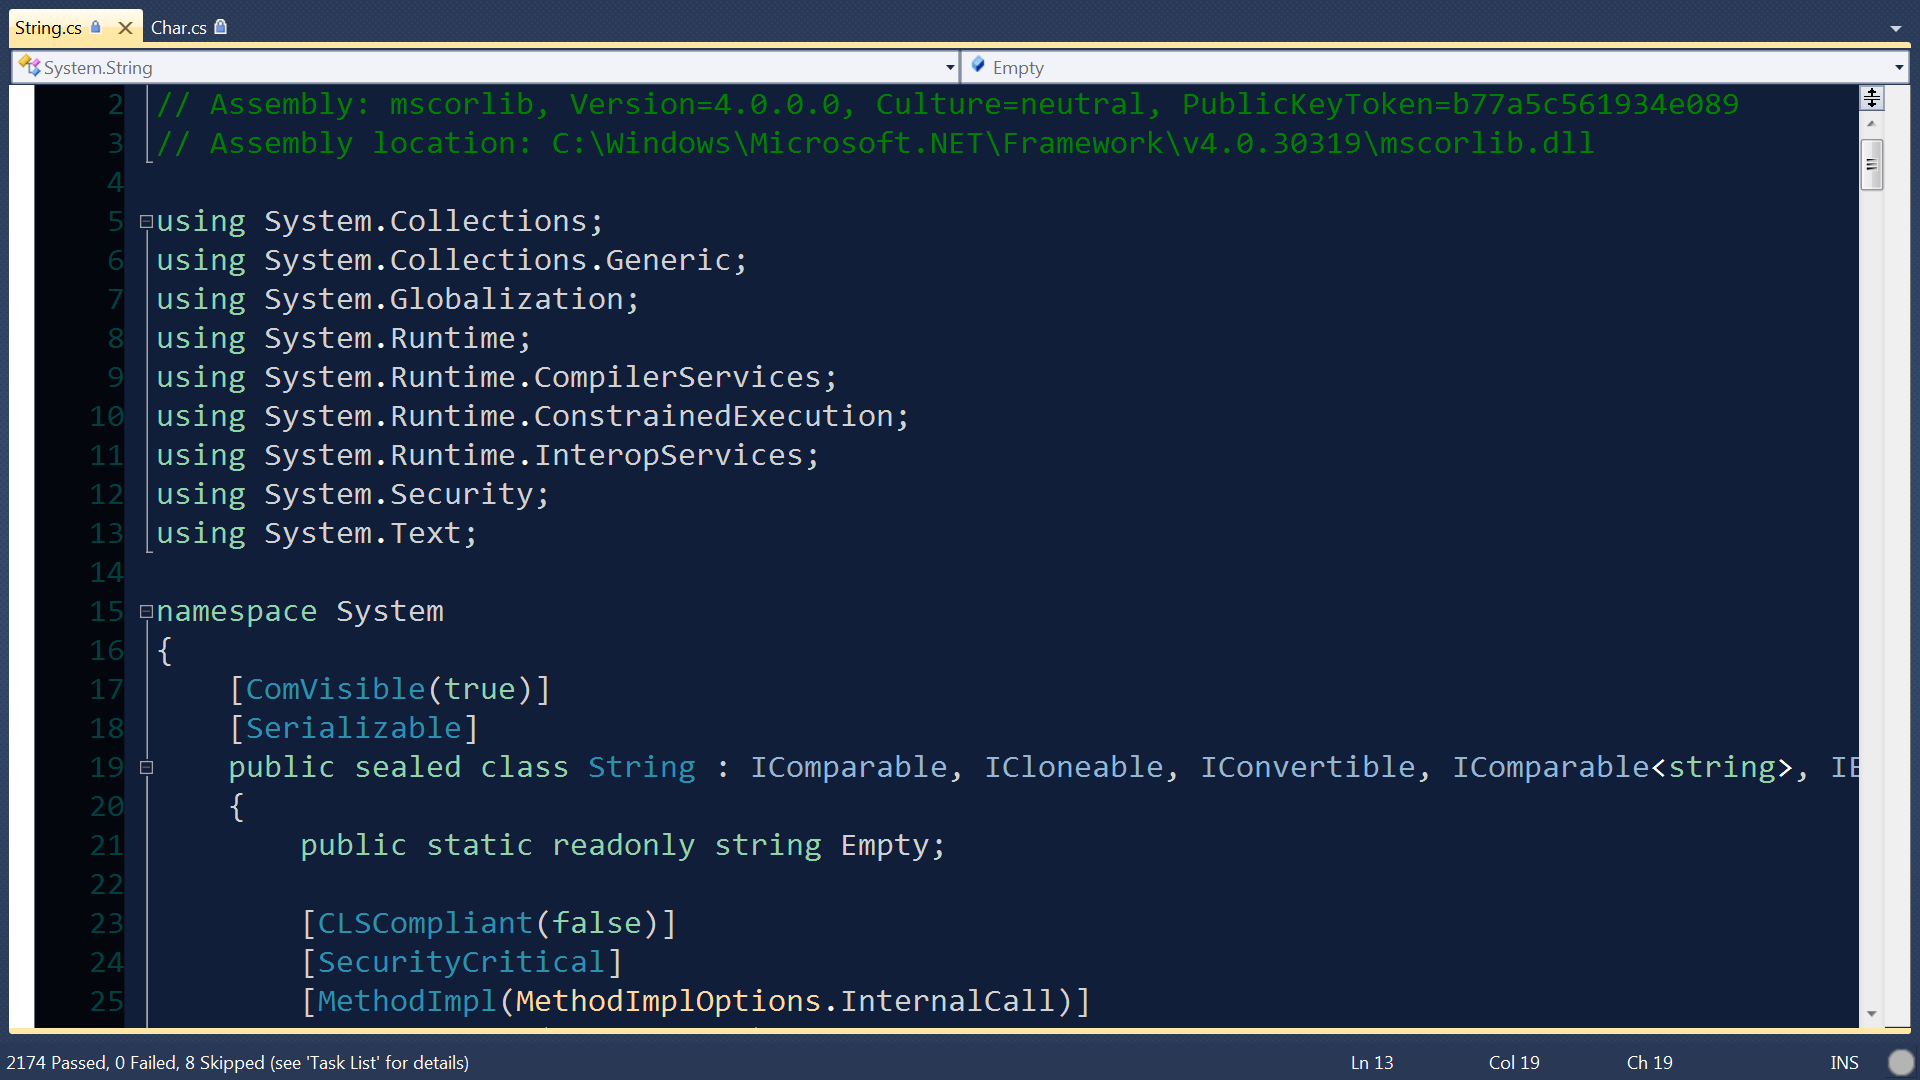 String.cs Char.cs
System.String Empty
2 // Assembly: mscorlib, Version=4.0.0.0, Culture=neutral, PublicKeyToken=b77a5c561934e089
3 // Assembly location: C:\Windows\Microsoft.NET\Framework\v4.0.30319\mscorlib.dll
4
5 using System.Collections;
6 using System.Collections.Generic;
7 using System.Globalization;
8 using System.Runtime;
9 using System.Runtime.CompilerServices;
10 using System.Runtime.ConstrainedExecution;
11 using System.Runtime.InteropServices;
12 using System.Security;
13 using System.Text;
14
15 namespace System
16 {
17 [ComVisible(true)]
18 [Serializable]
19 public sealed class String : IComparable, ICloneable, IConvertible, IComparable<string>, IE
20 {
21 public static readonly string Empty;
22
23 [CLSCompliant(false)]
24 [SecurityCritical]
25 [MethodImpl(MethodImplOptions.InternalCall)]
2174 Passed, 0 Failed, 8 Skipped (see 'Task List' for details) Ln 13 Col 19 Ch 19 INS